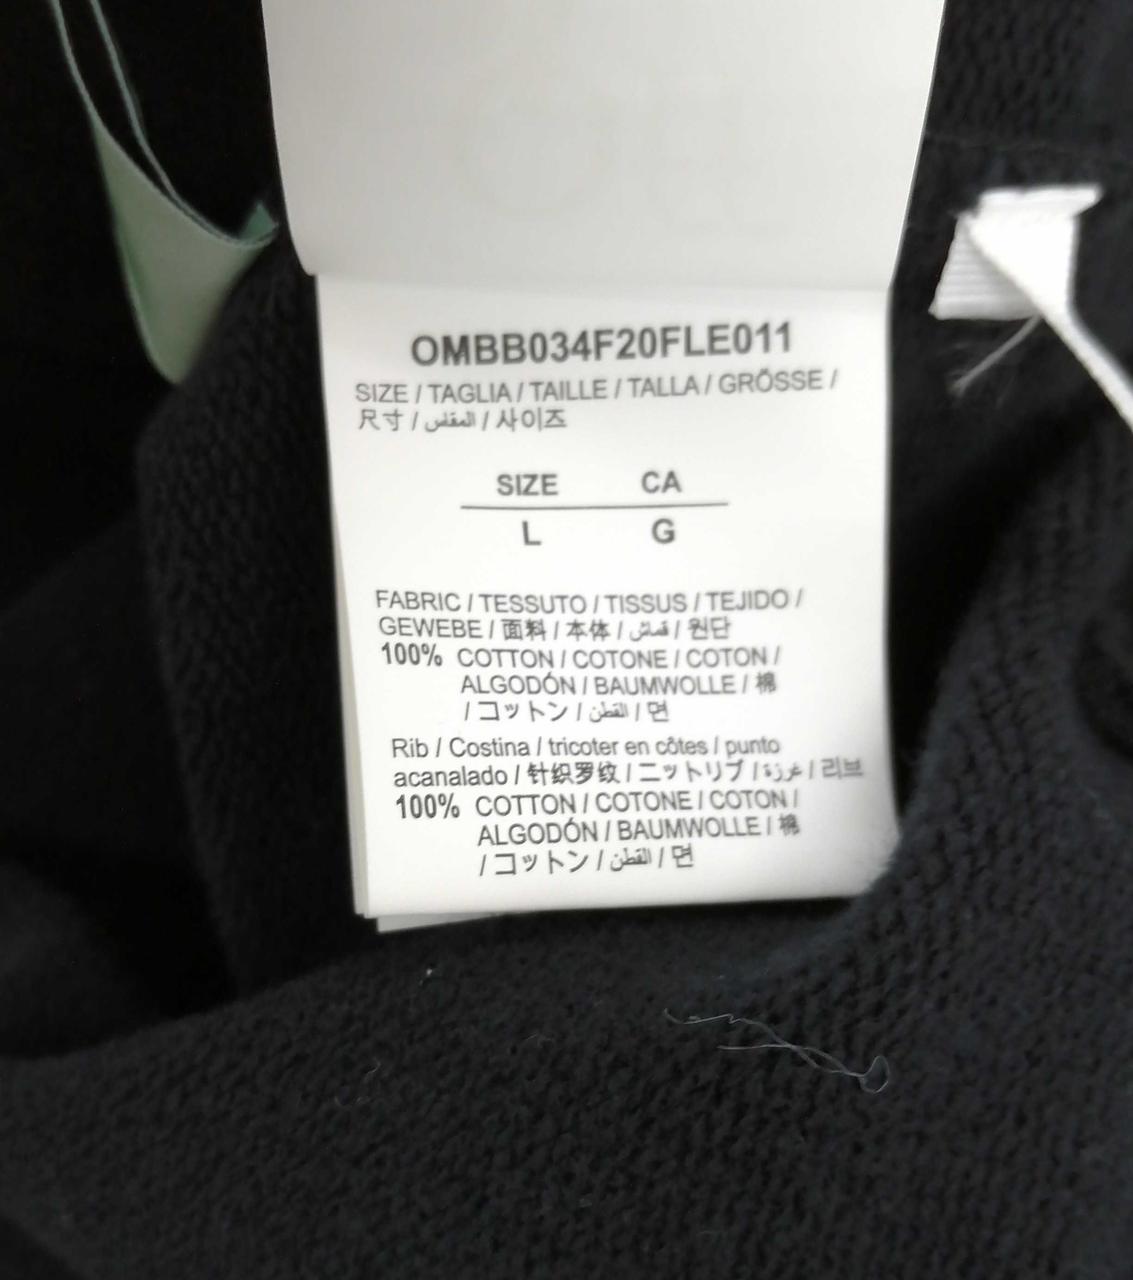 OMBB034F20FLE011
SIZE / TAGLIA / TAILLE / TALLA / GRÖSSE /
尺寸 / المقاس / 사이즈
SIZE CA
L G
FABRIC / TESSUTO / TISSUS / TEJIDO /
GEWEBE / 面料 / 本体 / قماش / 원단
100% COTTON / COTONE / COTON /
ALGODÓN / BAUMWOLLE / 棉
/ コットン / القطن / 면
Rib / Costina / tricoter en côtes / punto
acanalado / 针织罗纹 / ニットリブ / غرزة / 리브
100% COTTON / COTONE / COTON /
ALGODÓN / BAUMWOLLE / 棉
/ コットン / القطن / 면